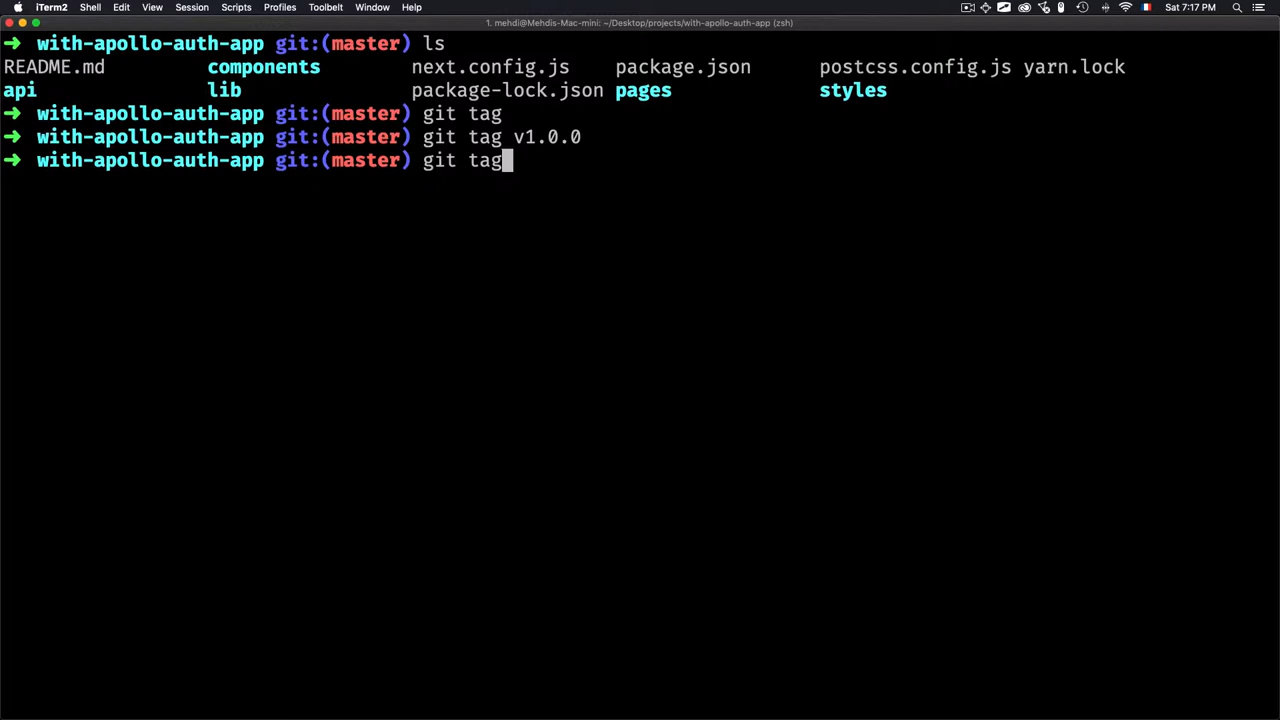 iTerm2 Shell Edit View Session Scripts Profiles Toolbelt Window Help Sat 7:17 PM
1. mehdi@Mehdis-Mac-mini: ~/Desktop/projects/with-apollo-auth-app (zsh)
➜ with-apollo-auth-app git:(master) ls
README.md components next.config.js package.json postcss.config.js yarn.lock
api lib package-lock.json pages styles
➜ with-apollo-auth-app git:(master) git tag
➜ with-apollo-auth-app git:(master) git tag v1.0.0
➜ with-apollo-auth-app git:(master) git tag